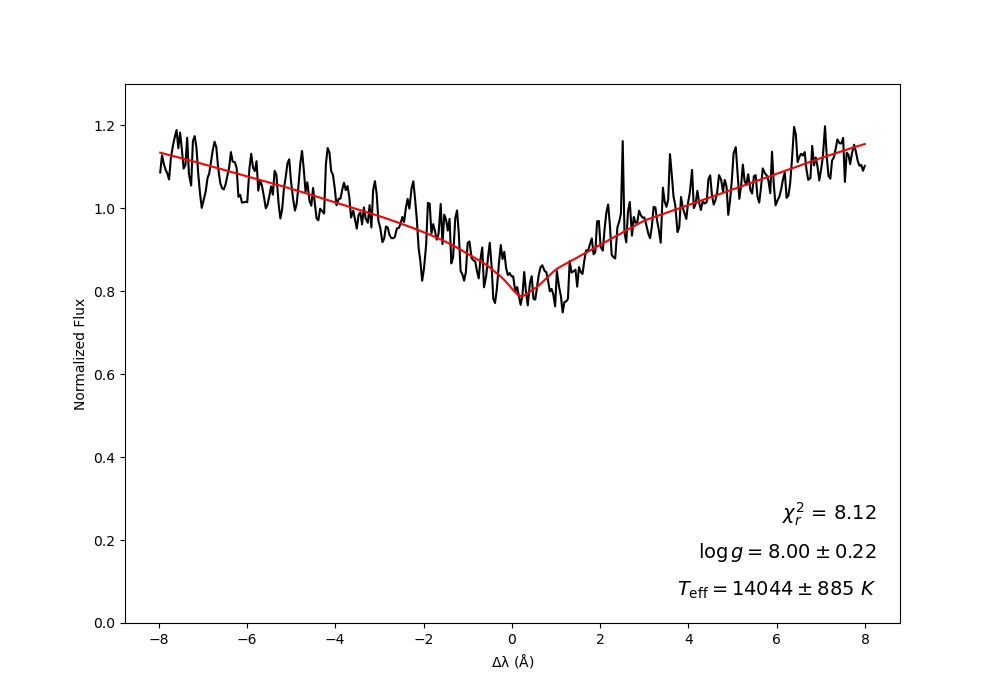 1.2
1.0
0.8
0.6
0.4
0.2
0.0
Normalized Flux
χ²ᵣ = 8.12
log g = 8.00 ± 0.22
T_eff = 14044 ± 885 K
−8 −6 −4 −2 0 2 4 6 8
Δλ (Å)